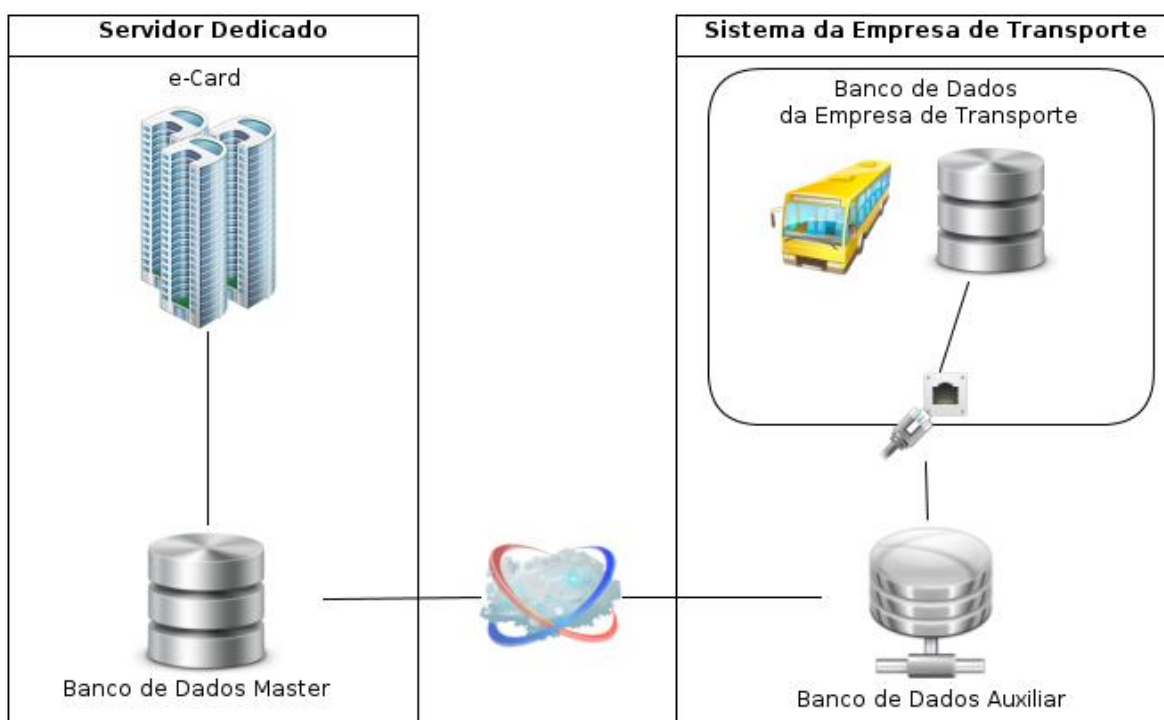 Servidor Dedicado
e-Card
Banco de Dados Master
Sistema da Empresa de Transporte
Banco de Dados
da Empresa de Transporte
Banco de Dados Auxiliar